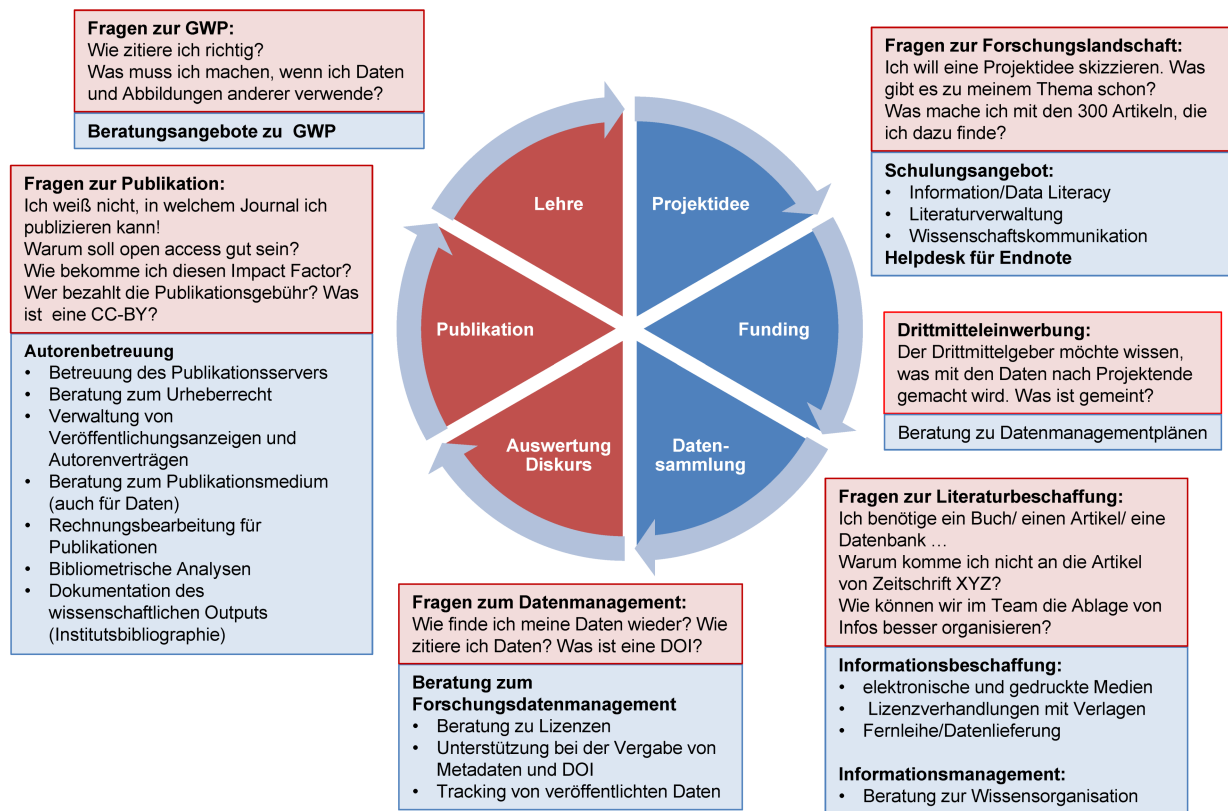 Fragen zur GWP:
Wie zitiere ich richtig?
Was muss ich machen, wenn ich Daten
und Abbildungen anderer verwende?
Beratungsangebote zu  GWP
Fragen zur Forschungslandschaft:
Ich will eine Projektidee skizzieren. Was
gibt es zu meinem Thema schon?
Was mache ich mit den 300 Artikeln, die
ich dazu finde?
Schulungsangebot:
• Information/Data Literacy
• Literaturverwaltung
• Wissenschaftskommunikation
Helpdesk für Endnote
Fragen zur Publikation:
Ich weiß nicht, in welchem Journal ich
publizieren kann!
Warum soll open access gut sein?
Wie bekomme ich diesen Impact Factor?
Wer bezahlt die Publikationsgebühr? Was
ist  eine CC-BY?
Autorenbetreuung
• Betreuung des Publikationsservers
• Beratung zum Urheberrecht
• Verwaltung von
Veröffentlichungsanzeigen und
Autorenverträgen
• Beratung zum Publikationsmedium
(auch für Daten)
• Rechnungsbearbeitung für
Publikationen
• Bibliometrische Analysen
• Dokumentation des
wissenschaftlichen Outputs
(Institutsbibliographie)
Lehre
Projektidee
Publikation
Funding
Auswertung
Diskurs
Daten-
sammlung
Drittmitteleinwerbung:
Der Drittmittelgeber möchte wissen,
was mit den Daten nach Projektende
gemacht wird. Was ist gemeint?
Beratung zu Datenmanagementplänen
Fragen zur Literaturbeschaffung:
Ich benötige ein Buch/ einen Artikel/ eine
Datenbank …
Warum komme ich nicht an die Artikel
von Zeitschrift XYZ?
Wie können wir im Team die Ablage von
Infos besser organisieren?
Informationsbeschaffung:
• elektronische und gedruckte Medien
• Lizenzverhandlungen mit Verlagen
• Fernleihe/Datenlieferung
Informationsmanagement:
• Beratung zur Wissensorganisation
Fragen zum Datenmanagement:
Wie finde ich meine Daten wieder? Wie
zitiere ich Daten? Was ist eine DOI?
Beratung zum
Forschungsdatenmanagement
• Beratung zu Lizenzen
• Unterstützung bei der Vergabe von
Metadaten und DOI
• Tracking von veröffentlichten Daten